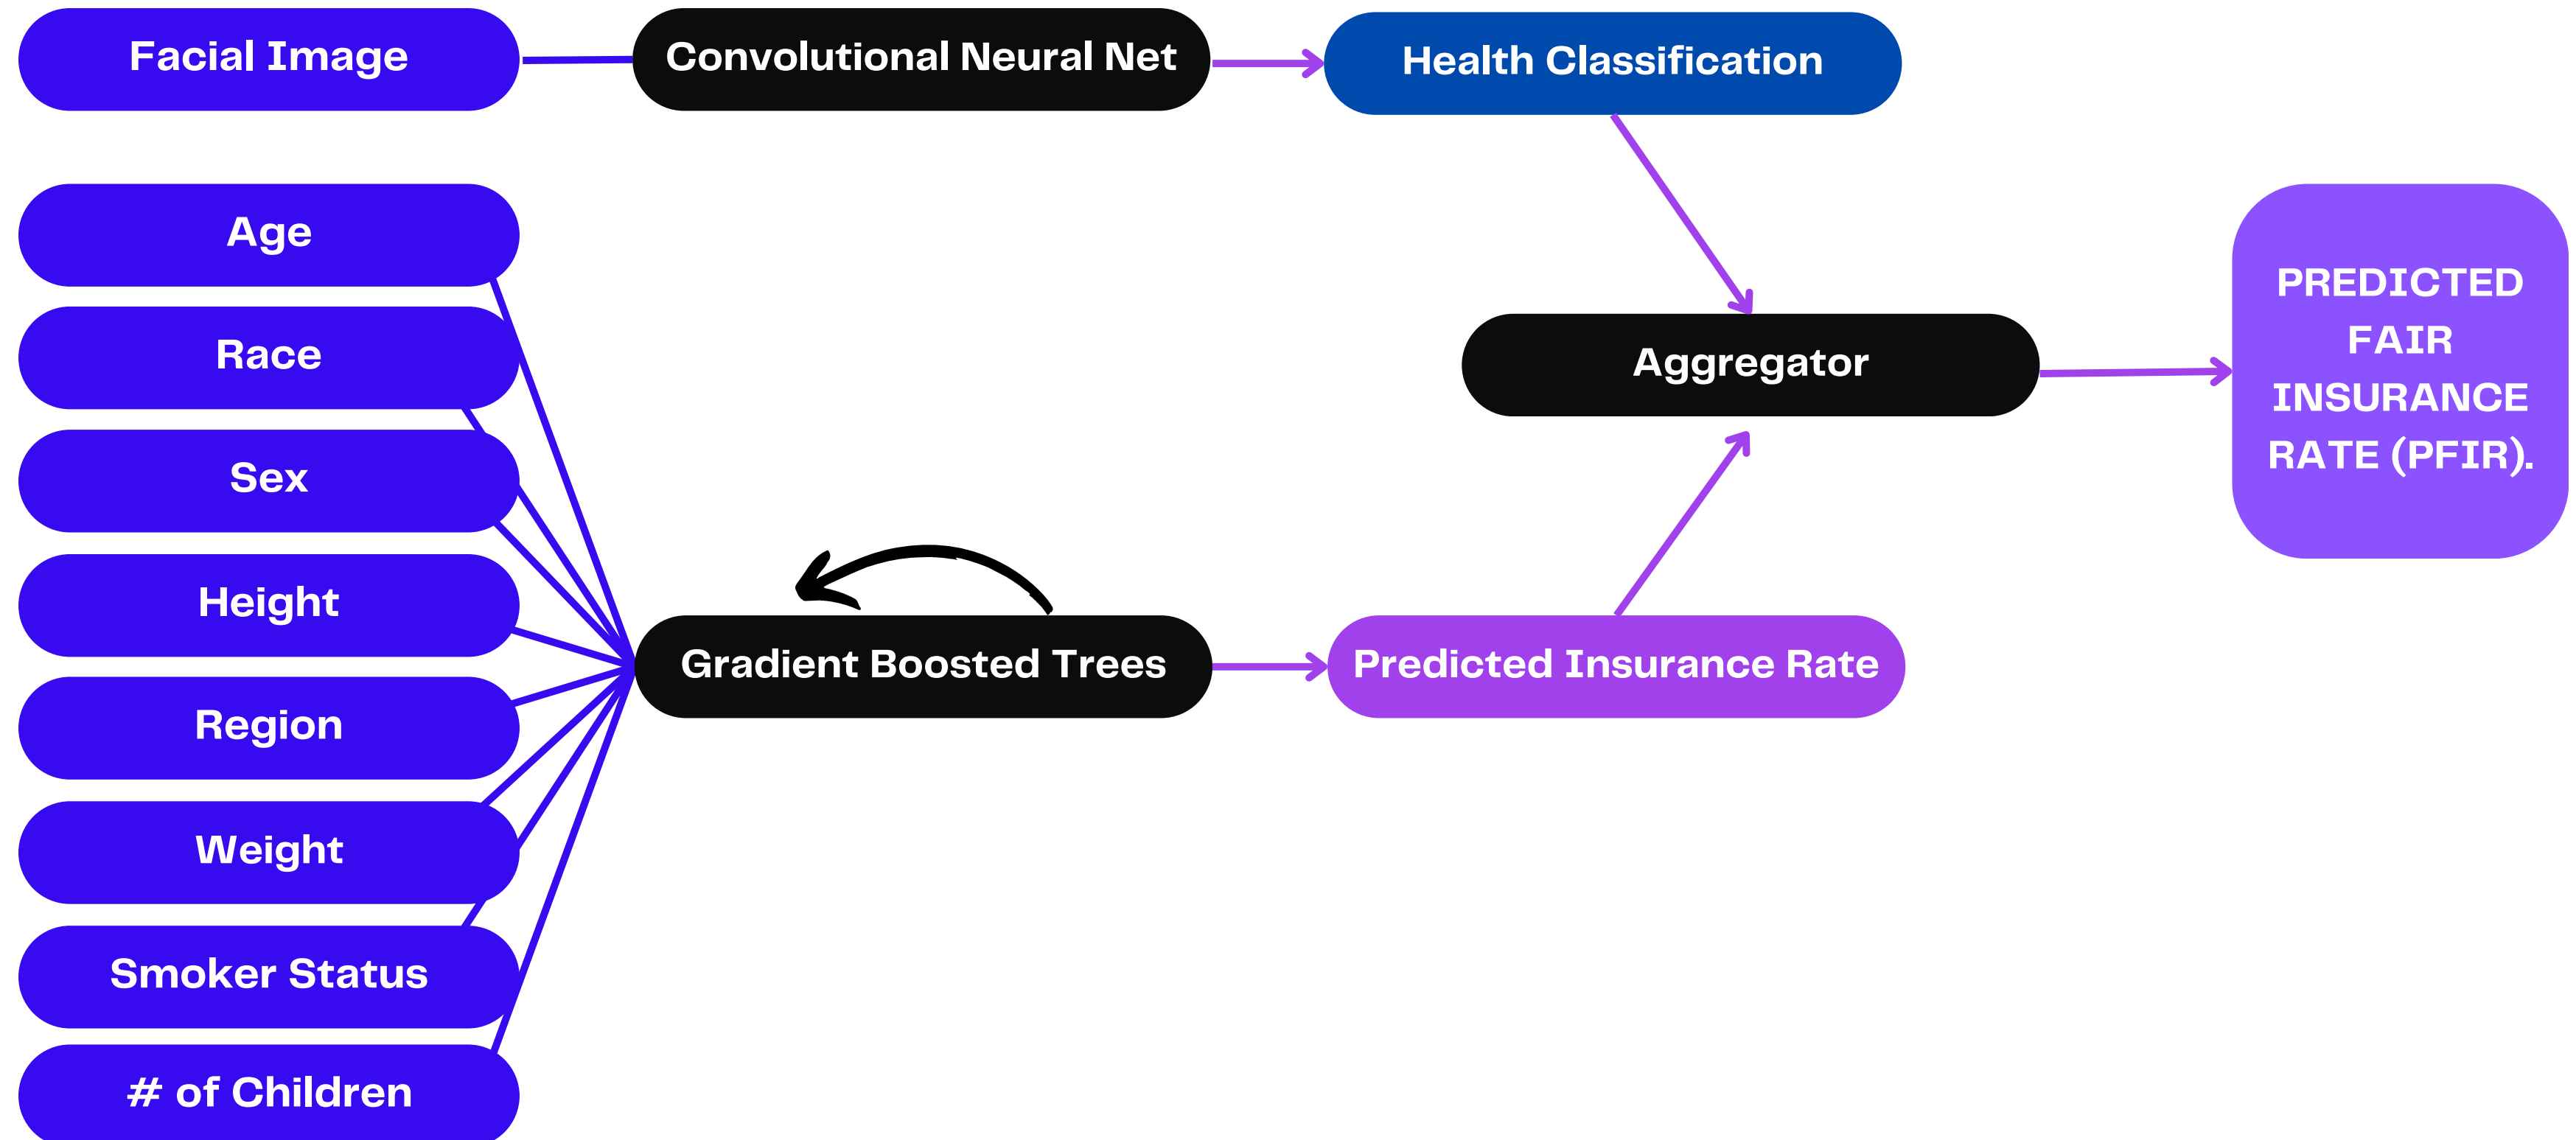 Facial Image
Convolutional Neural Net
Health Classification
Age
Race
Sex
Height
Region
Weight
Smoker Status
# of Children
Gradient Boosted Trees
Predicted Insurance Rate
Aggregator
PREDICTED
FAIR
INSURANCE
RATE (PFIR).